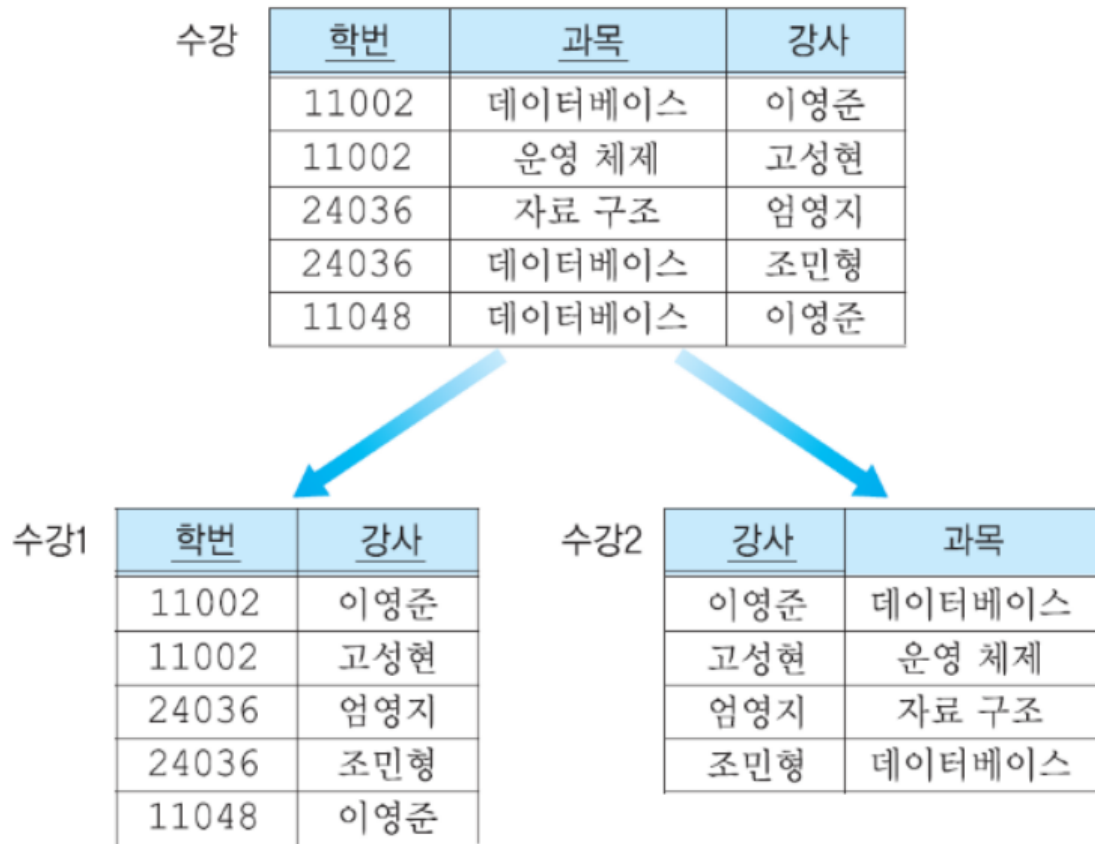 수강 학번 과목 강사
11002 데이터베이스 이영준
11002 운영 체제 고성현
24036 자료 구조 엄영지
24036 데이터베이스 조민형
11048 데이터베이스 이영준
수강1 학번 강사
11002 이영준
11002 고성현
24036 엄영지
24036 조민형
11048 이영준
수강2 강사 과목
이영준 데이터베이스
고성현 운영 체제
엄영지 자료 구조
조민형 데이터베이스